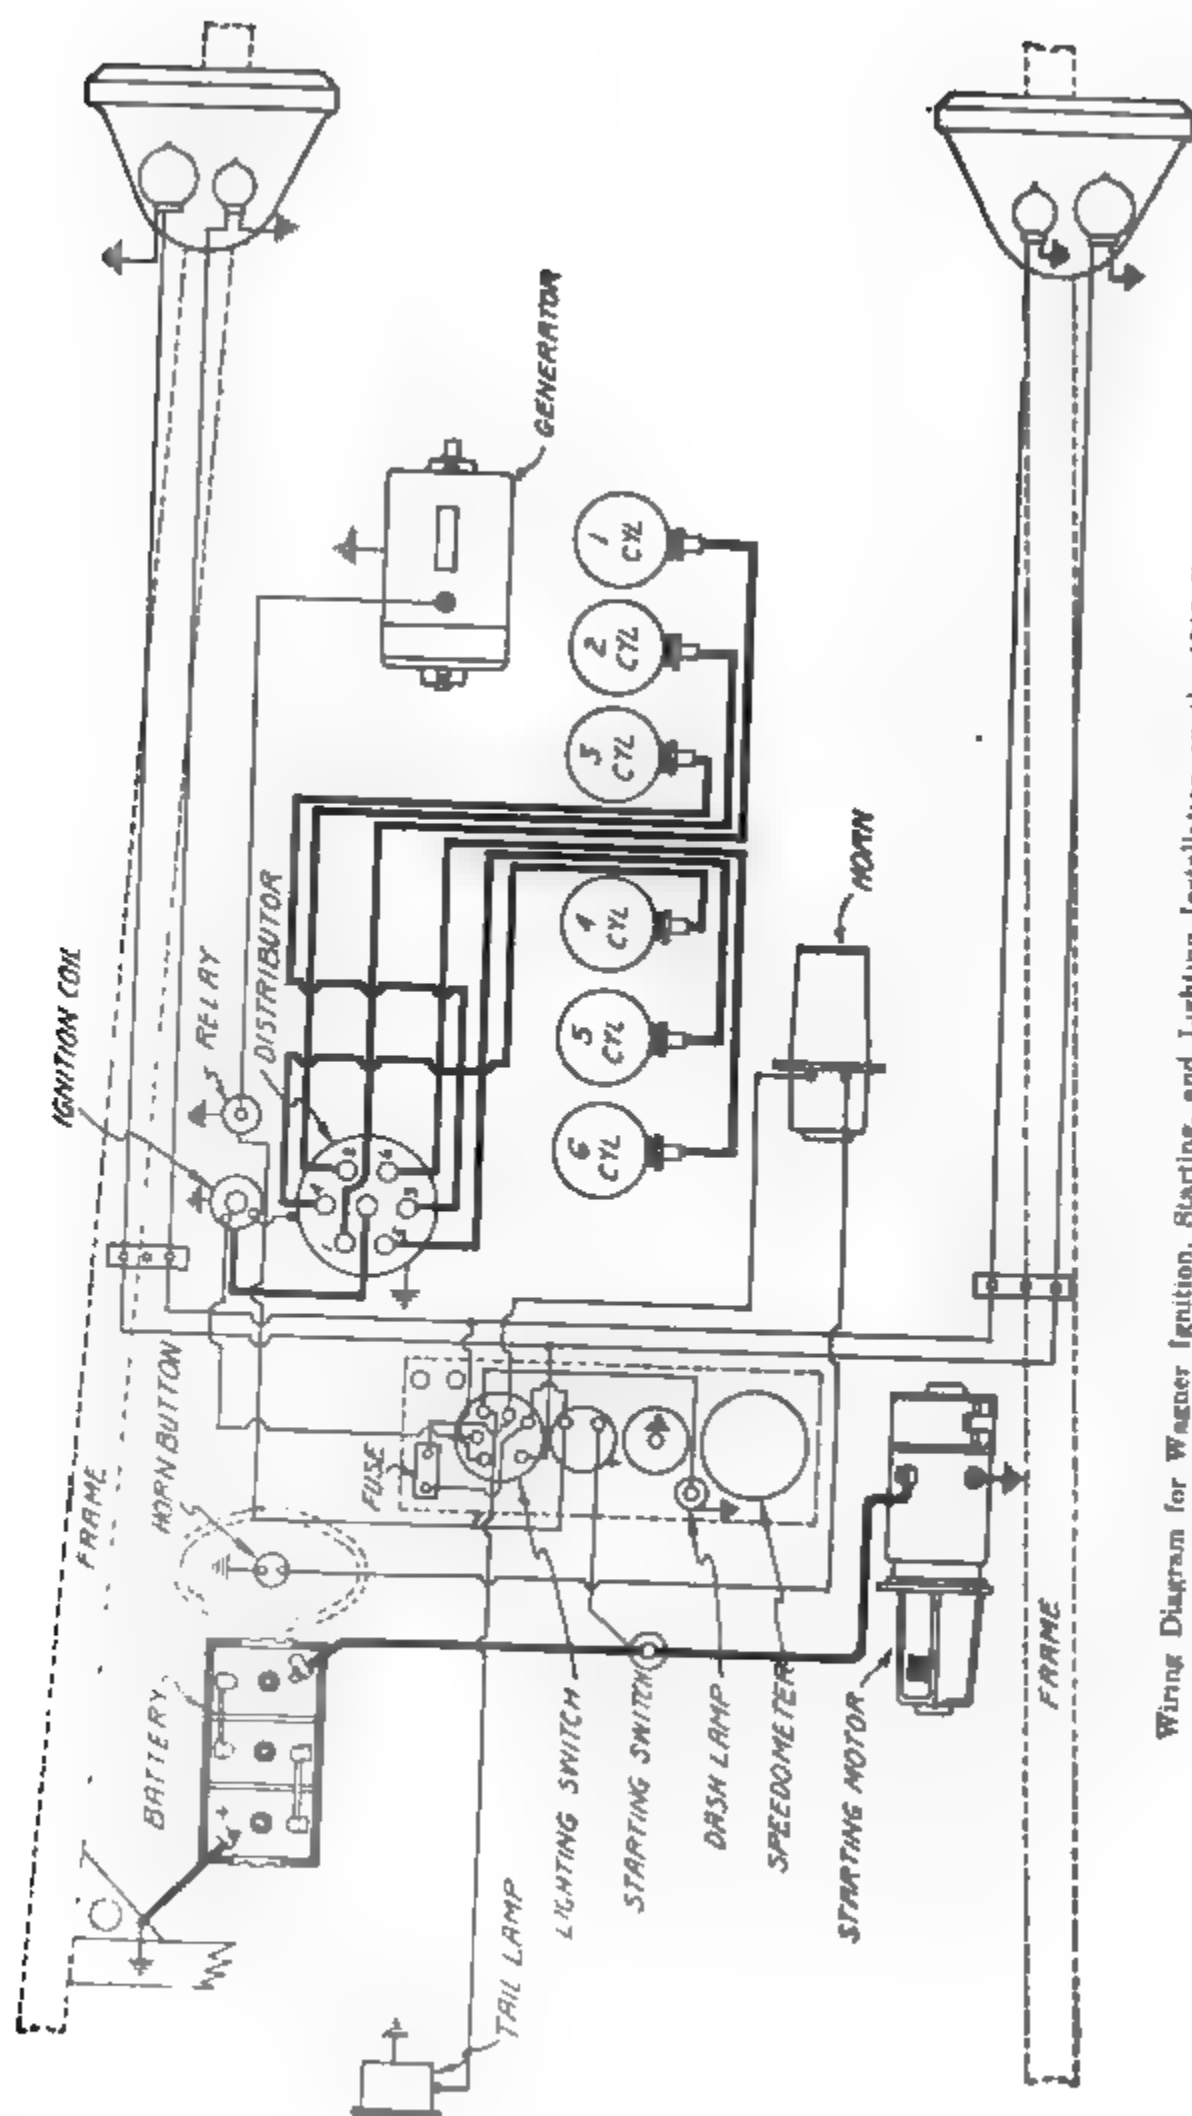 FRAME
IGNITION COIL
RELAY
DISTRIBUTOR
GENERATOR
HORN BUTTON
BATTERY
+
FUSE
1
CYL
2
CYL
3
CYL
4
CYL
5
CYL
6
CYL
HORN
TAIL LAMP
LIGHTING SWITCH
STARTING SWITCH
DASH LAMP
SPEEDOMETER
STARTING MOTOR
FRAME
Wiring Diagram for Wagner Ignition, Starting, and Lighting Installation